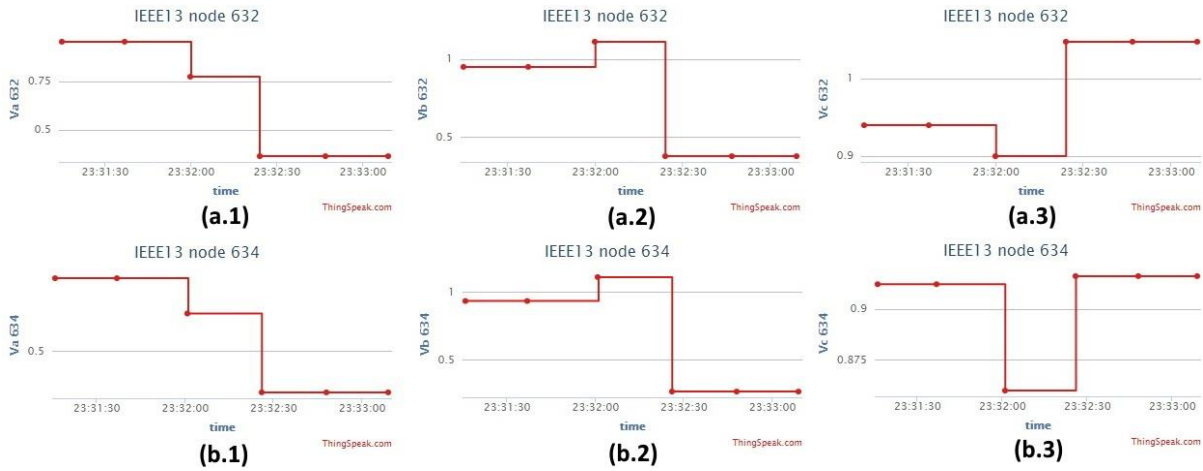 IEEE13 node 632
Va 632
0.75
0.5
23:31:30 23:32:00 23:32:30 23:33:00
time
ThingSpeak.com
(a.1)
IEEE13 node 632
Vb 632
1
0.5
23:31:30 23:32:00 23:32:30 23:33:00
time
ThingSpeak.com
(a.2)
IEEE13 node 632
Vc 632
1
0.9
23:31:30 23:32:00 23:32:30 23:33:00
time
ThingSpeak.com
(a.3)
IEEE13 node 634
Va 634
0.5
23:31:30 23:32:00 23:32:30 23:33:00
time
ThingSpeak.com
(b.1)
IEEE13 node 634
Vb 634
1
0.5
23:31:30 23:32:00 23:32:30 23:33:00
time
ThingSpeak.com
(b.2)
IEEE13 node 634
Vc 634
0.9
0.875
23:31:30 23:32:00 23:32:30 23:33:00
time
ThingSpeak.com
(b.3)